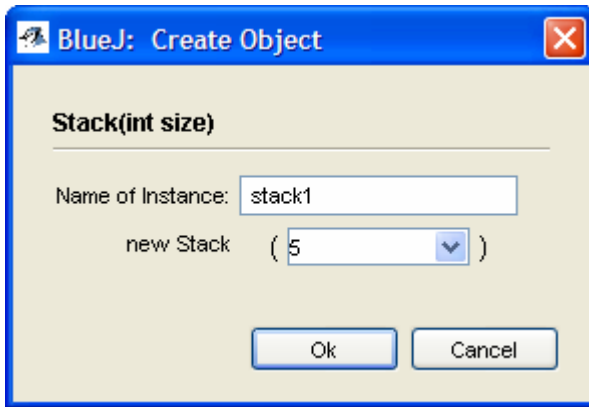 BlueJ: Create Object
Stack(int size)
Name of Instance: stack1
new Stack ( 5 )
Ok Cancel